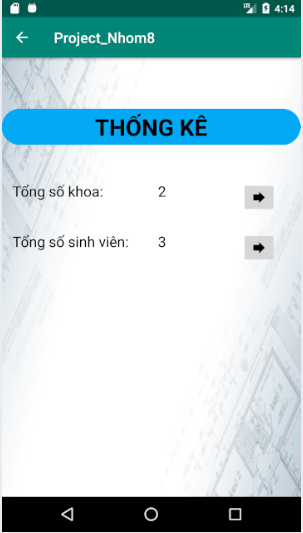 4:14
Project_Nhom8
THỐNG KÊ
Tổng số khoa: 2
Tổng số sinh viên: 3